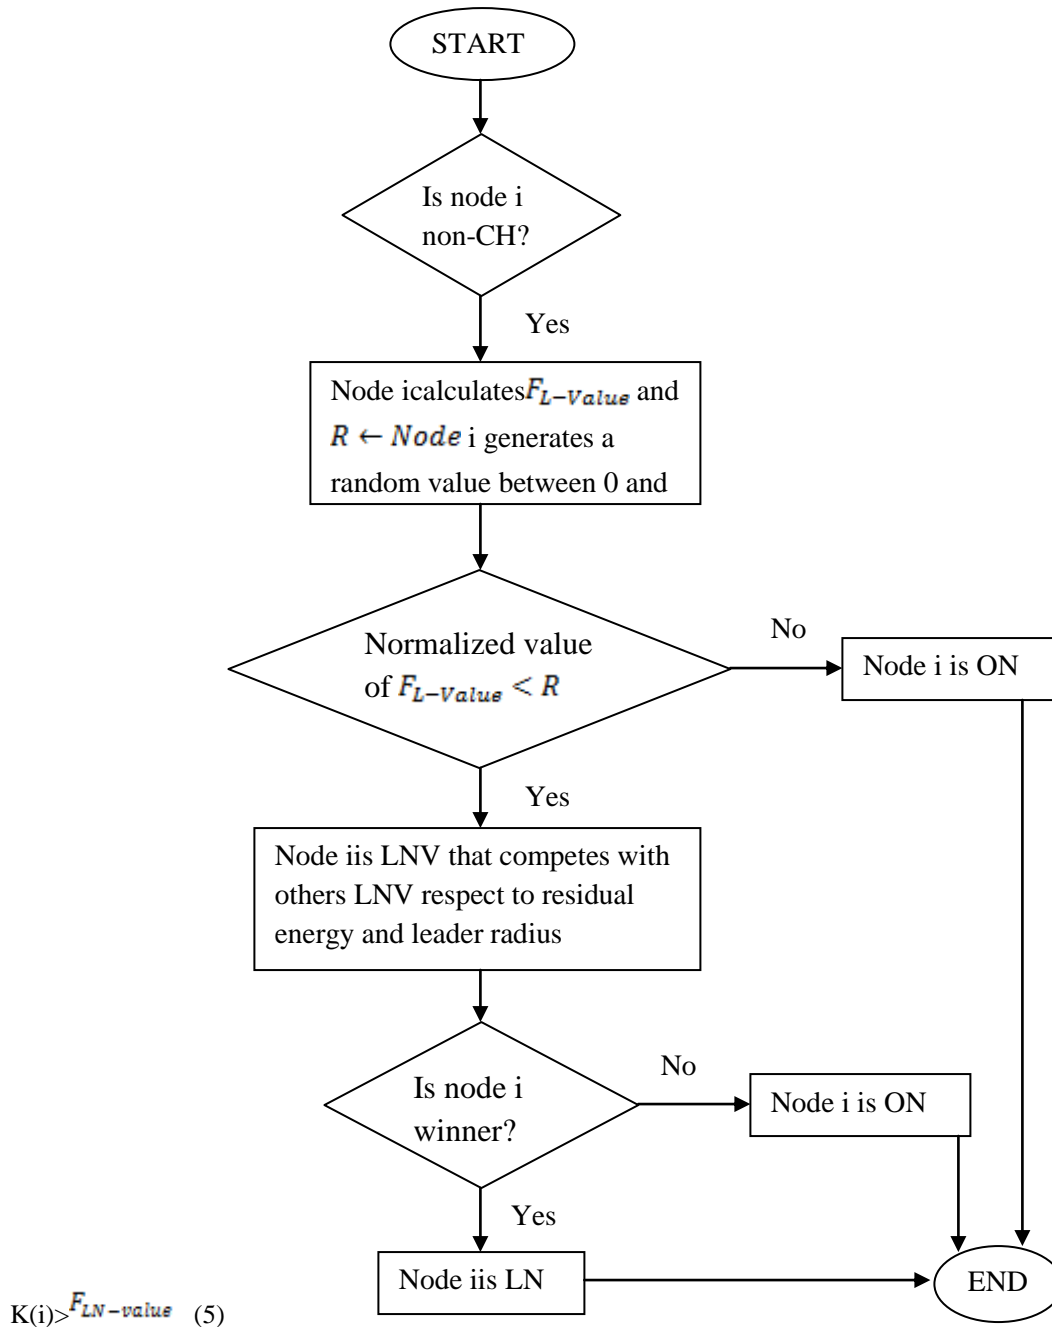 START
Is node i
non-CH?
Yes
Node icalculates F_{L-Value} and
R ← Node i generates a
random value between 0 and
Normalized value
of F_{L-Value} < R
No
Node i is ON
Yes
Node iis LNV that competes with
others LNV respect to residual
energy and leader radius
Is node i
winner?
No
Node i is ON
Yes
Node iis LN
END
K(i)>F_{LN-value} (5)